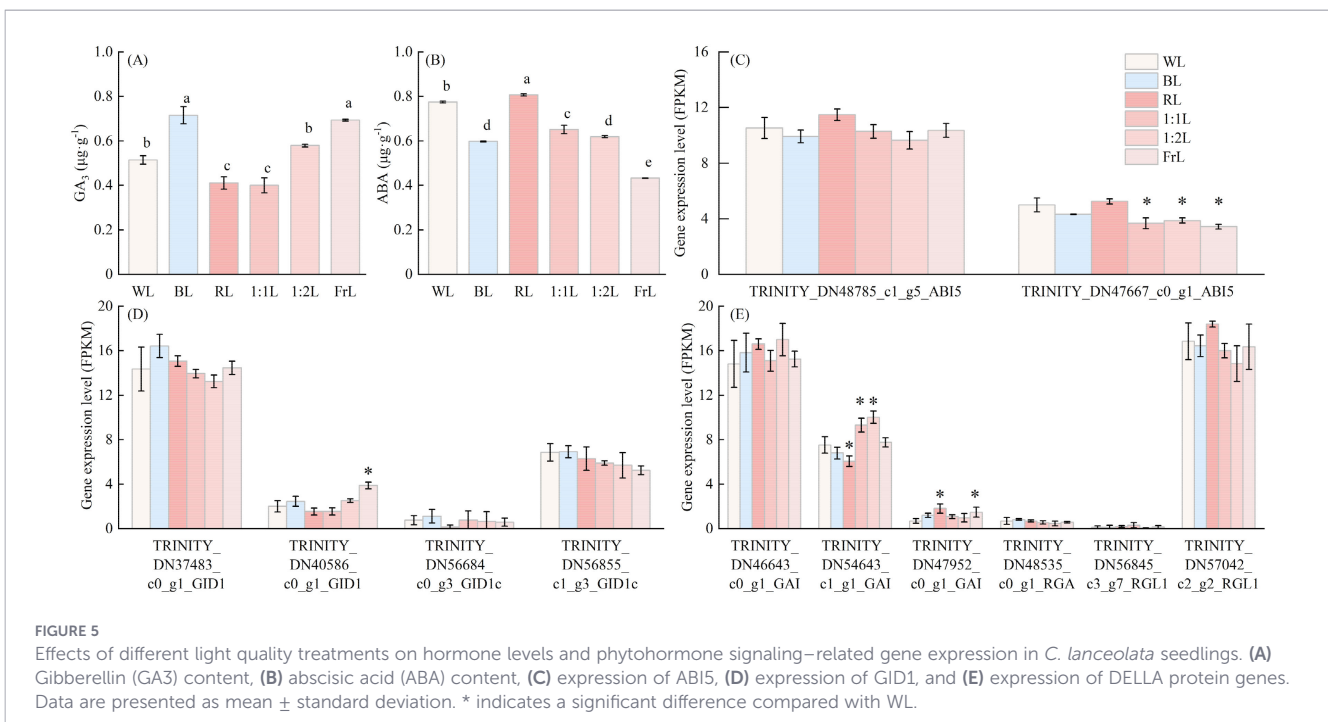 (A)
1.0
0.8
0.6
0.4
0.2
0
GA3 (µg·g-1)
b
a
c
c
b
a
WL BL RL 1:1L 1:2L FrL
(B)
1.0
0.8
0.6
0.4
0.2
0
ABA (µg·g-1)
b
d
a
c
d
e
WL BL RL 1:1L 1:2L FrL
(C)
16
12
8
4
0
Gene expression level (FPKM)
* * *
TRINITY_DN48785_c1_g5_ABI5
TRINITY_DN47667_c0_g1_ABI5
WL
BL
RL
1:1L
1:2L
FrL
(D)
20
16
12
8
4
0
Gene expression level (FPKM)
*
TRINITY_
DN37483_
c0_g1_GID1
TRINITY_
DN40586_
c0_g1_GID1
TRINITY_
DN56684_
c0_g3_GID1c
TRINITY_
DN56855_
c1_g3_GID1c
(E)
20
16
12
8
4
0
Gene expression level (FPKM)
* * *
* *
TRINITY_
DN46643_
c0_g1_GAI
TRINITY_
DN54643_
c1_g1_GAI
TRINITY_
DN47952_
c0_g1_GAI
TRINITY_
DN48535_
c0_g1_RGA
TRINITY_
DN56845_
c3_g7_RGL1
TRINITY_
DN57042_
c2_g2_RGL1
FIGURE 5
Effects of different light quality treatments on hormone levels and phytohormone signaling–related gene expression in C. lanceolata seedlings. (A)
Gibberellin (GA3) content, (B) abscisic acid (ABA) content, (C) expression of ABI5, (D) expression of GID1, and (E) expression of DELLA protein genes.
Data are presented as mean ± standard deviation. * indicates a significant difference compared with WL.